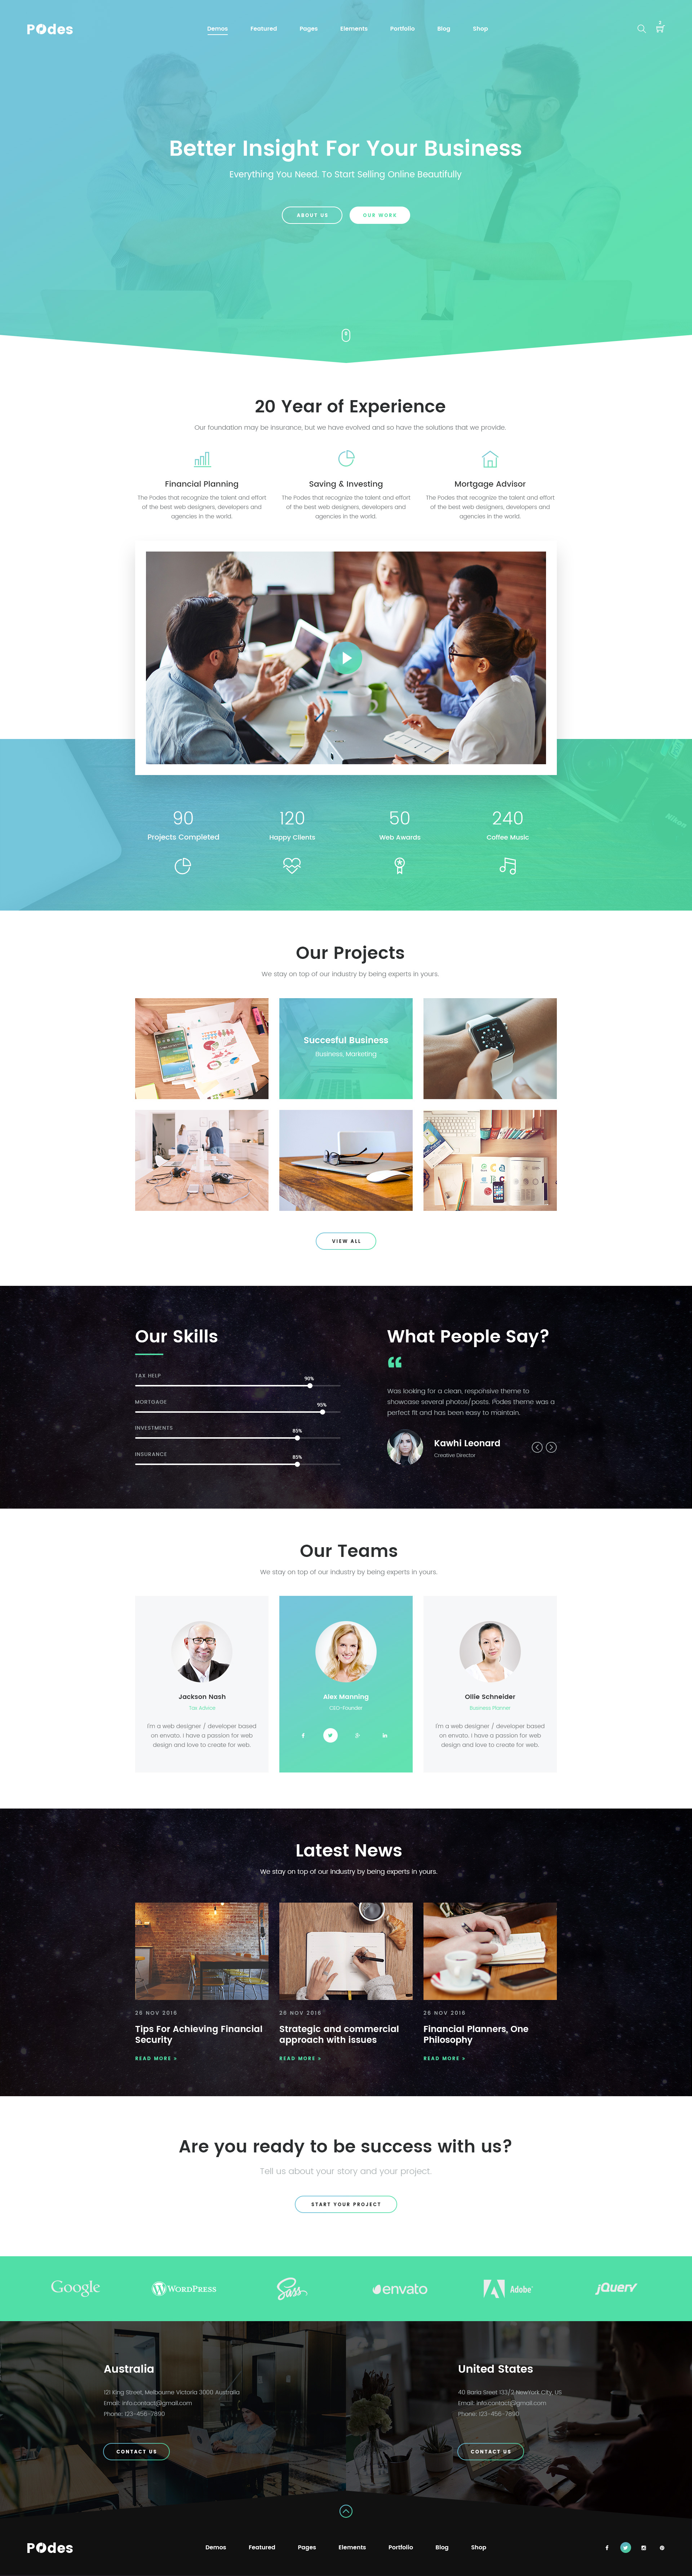 Podes
Demos Featured Pages Elements Portfolio Blog Shop
Better Insight For Your Business
Everything You Need. To Start Selling Online Beautifully
ABOUT US
OUR WORK
20 Year of Experience
Our foundation may be insurance, but we have evolved and so have the solutions that we provide.
Financial Planning
The Podes that recognize the talent and effort
of the best web designers, developers and
agencies in the world.
Saving & Investing
The Podes that recognize the talent and effort
of the best web designers, developers and
agencies in the world.
Mortgage Advisor
The Podes that recognize the talent and effort
of the best web designers, developers and
agencies in the world.
90
Projects Completed
120
Happy Clients
50
Web Awards
240
Coffee Music
Our Projects
We stay on top of our industry by being experts in yours.
Succesful Business
Business, Marketing
VIEW ALL
Our Skills
TAX HELP
90%
MORTGAGE
95%
INVESTMENTS
85%
INSURANCE
85%
What People Say?
“
Was looking for a clean, responsive theme to
showcase several photos/posts. Podes theme was a
perfect fit and has been easy to maintain.
Kawhi Leonard
Creative Director
Our Teams
We stay on top of our industry by being experts in yours.
Jackson Nash
Tax Advice
I'm a web designer / developer based
on envato. I have a passion for web
design and love to create for web.
Alex Manning
CEO-Founder
Ollie Schneider
Business Planner
I'm a web designer / developer based
on envato. I have a passion for web
design and love to create for web.
Latest News
We stay on top of our industry by being experts in yours.
26 NOV 2016
Tips For Achieving Financial
Security
READ MORE »
26 NOV 2016
Strategic and commercial
approach with issues
READ MORE »
26 NOV 2016
Financial Planners, One
Philosophy
READ MORE »
Are you ready to be success with us?
Tell us about your story and your project.
START YOUR PROJECT
Google
WORDPRESS
Sass
envato
Adobe
jQuery
Australia
121 King Street, Melbourne Victoria 3000 Australia
Email: info.contact@gmail.com
Phone: 123-456-7890
CONTACT US
United States
40 Baria Sreet 133/2 NewYork City, US
Email: info.contact@gmail.com
Phone: 123-456-7890
CONTACT US
Podes
Demos Featured Pages Elements Portfolio Blog Shop